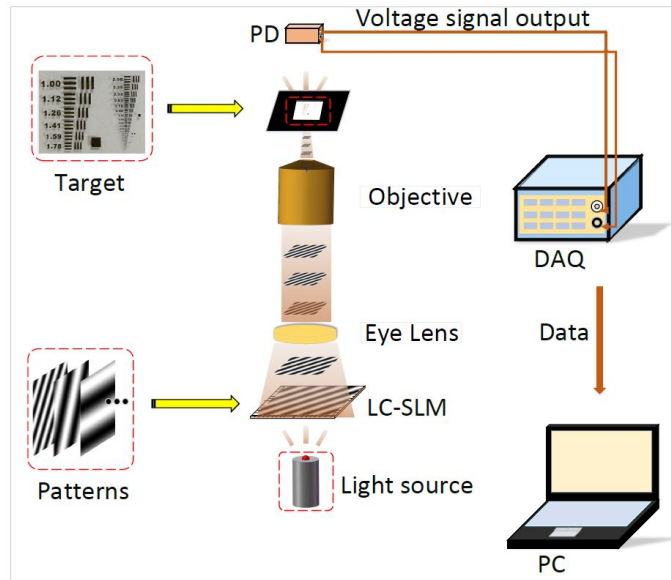 PD
Voltage signal output
1.00
1.12
1.26
1.41
1.59
1.78
Target
Objective
DAQ
Eye Lens
Data
LC-SLM
Patterns
Light source
PC